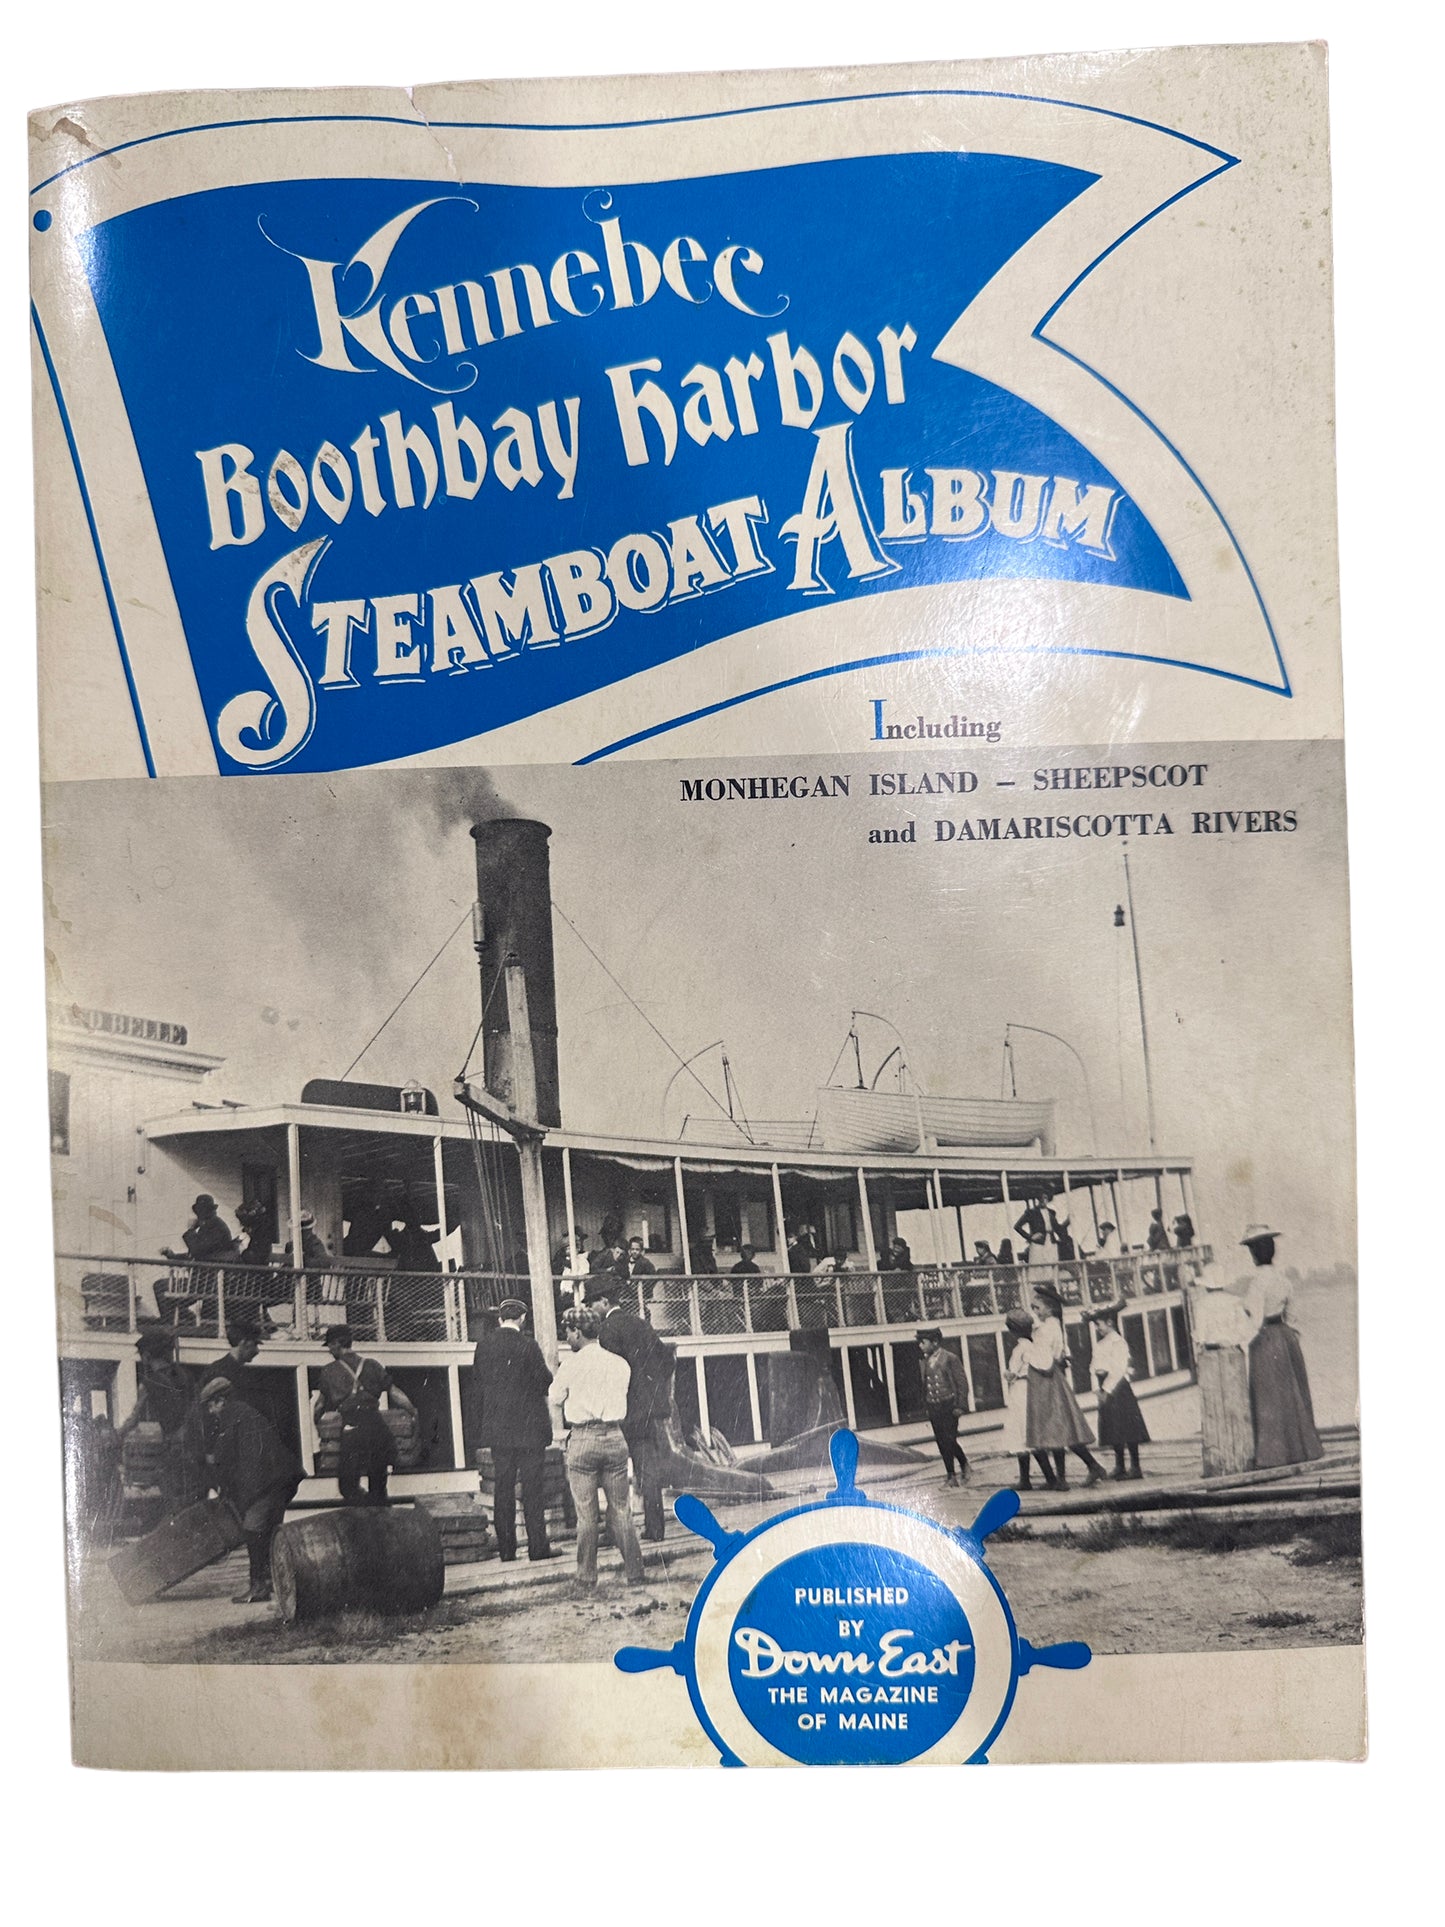 Kennebec
Boothbay Harbor
STEAMBOAT ALBUM
Including
MONHEGAN ISLAND – SHEEPSCOT
and DAMARISCOTTA RIVERS
BELLE
PUBLISHED
BY
Down East
THE MAGAZINE
OF MAINE